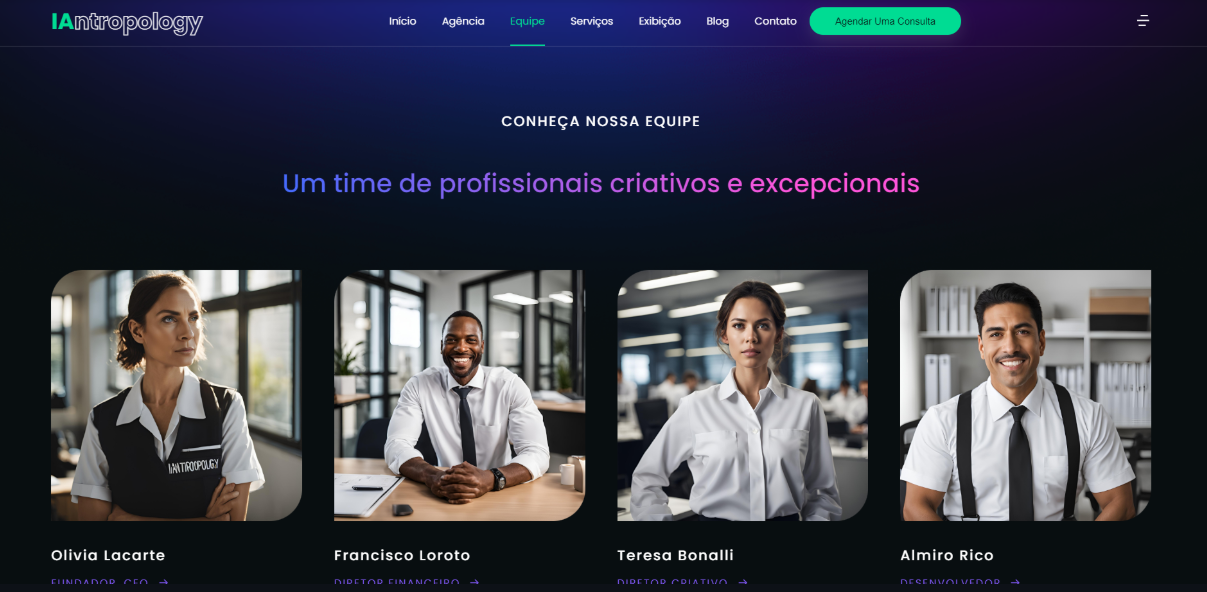 IAntropology
Início Agência Equipe Serviços Exibição Blog Contato Agendar Uma Consulta
CONHEÇA NOSSA EQUIPE
Um time de profissionais criativos e excepcionais
IANTROOPOLOGY
Olivia Lacarte Francisco Loroto Teresa Bonalli Almiro Rico
FUNDADOR, CEO → DIRETOR FINANCEIRO → DIRETOR CRIATIVO → DESENVOLVEDOR →